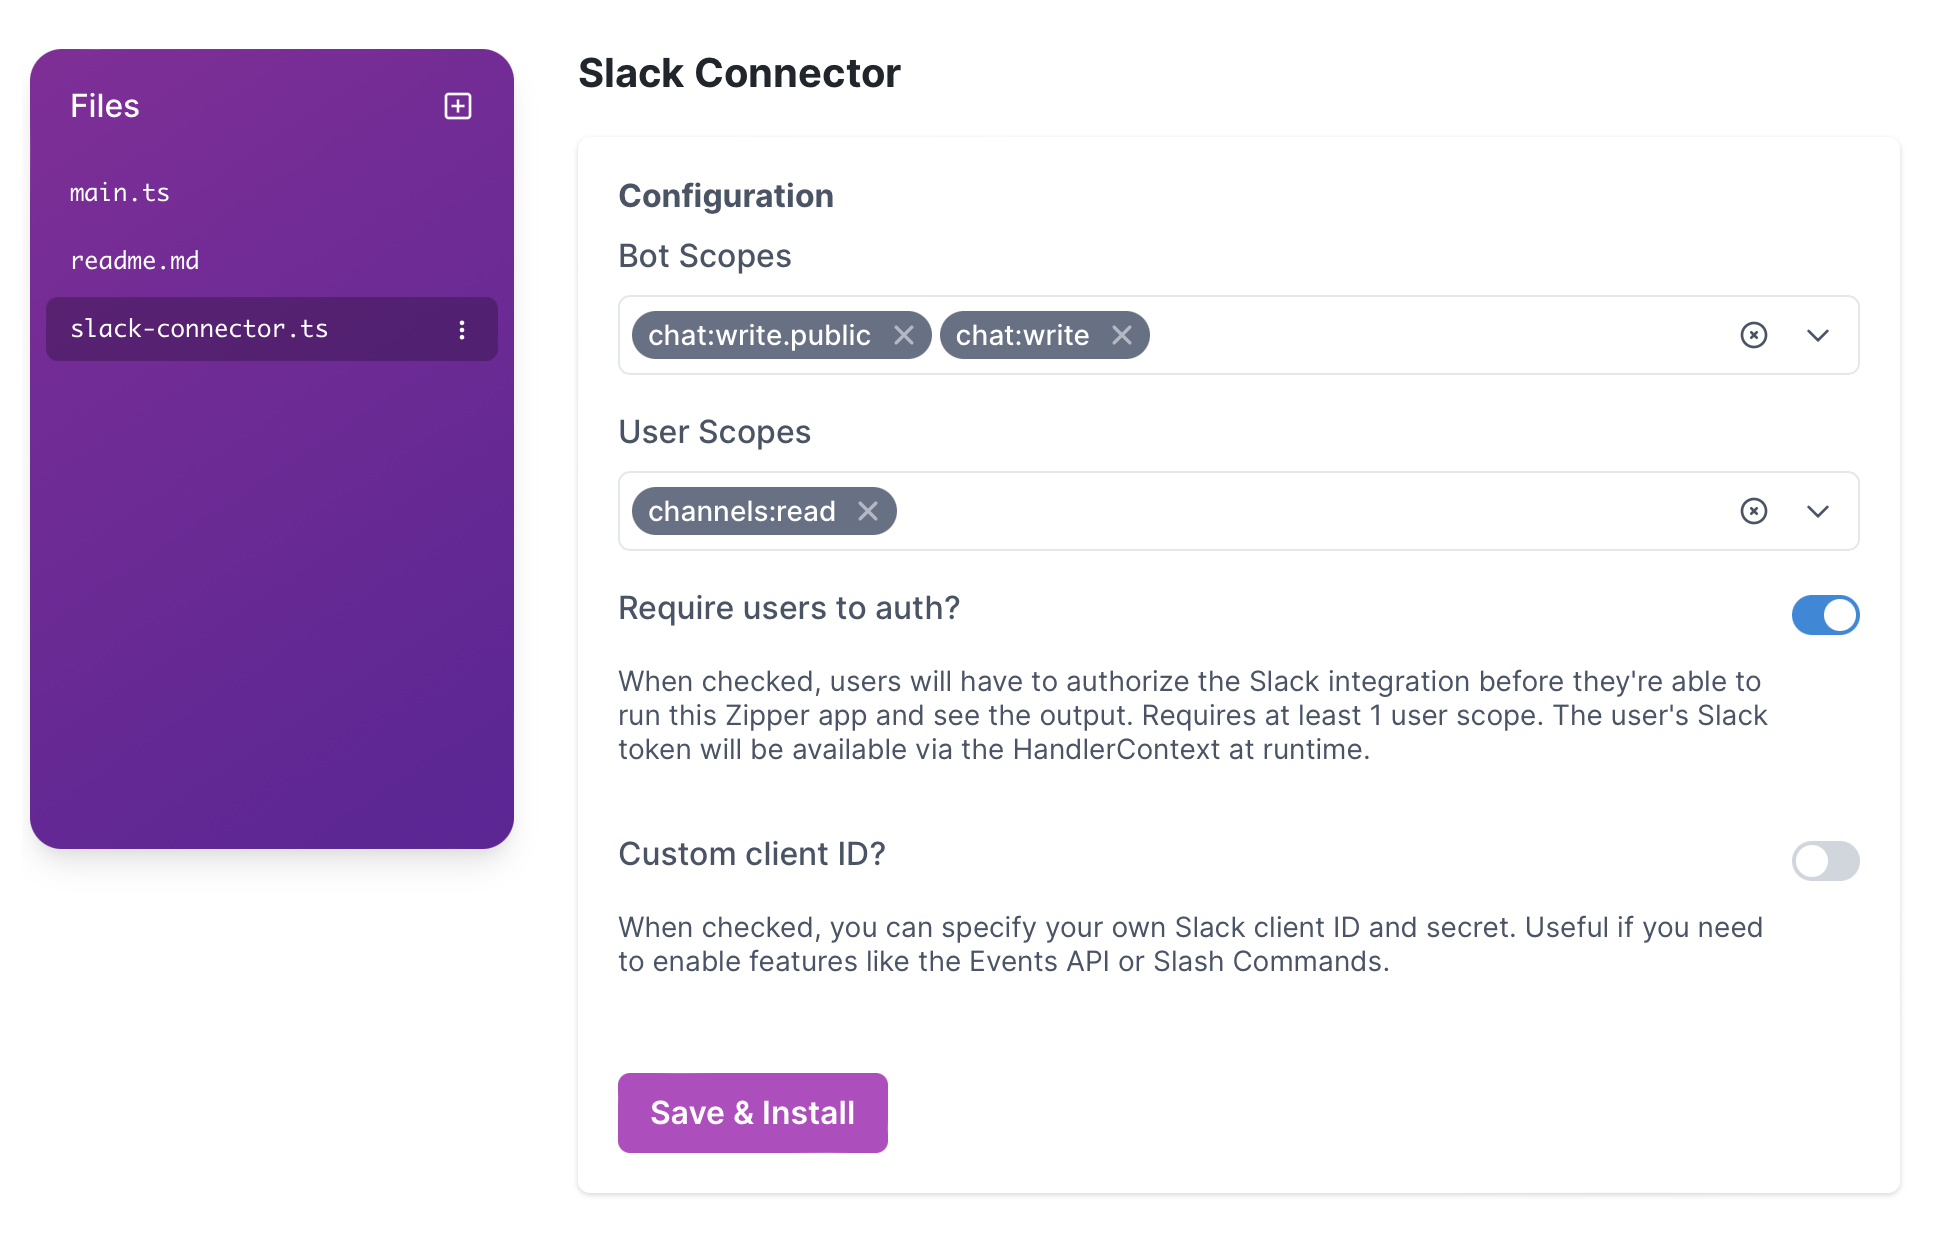 Files
main.ts
readme.md
slack-connector.ts
Slack Connector
Configuration
Bot Scopes
chat:write.public chat:write
User Scopes
channels:read
Require users to auth?
When checked, users will have to authorize the Slack integration before they're able to
run this Zipper app and see the output. Requires at least 1 user scope. The user's Slack
token will be available via the HandlerContext at runtime.
Custom client ID?
When checked, you can specify your own Slack client ID and secret. Useful if you need
to enable features like the Events API or Slash Commands.
Save & Install